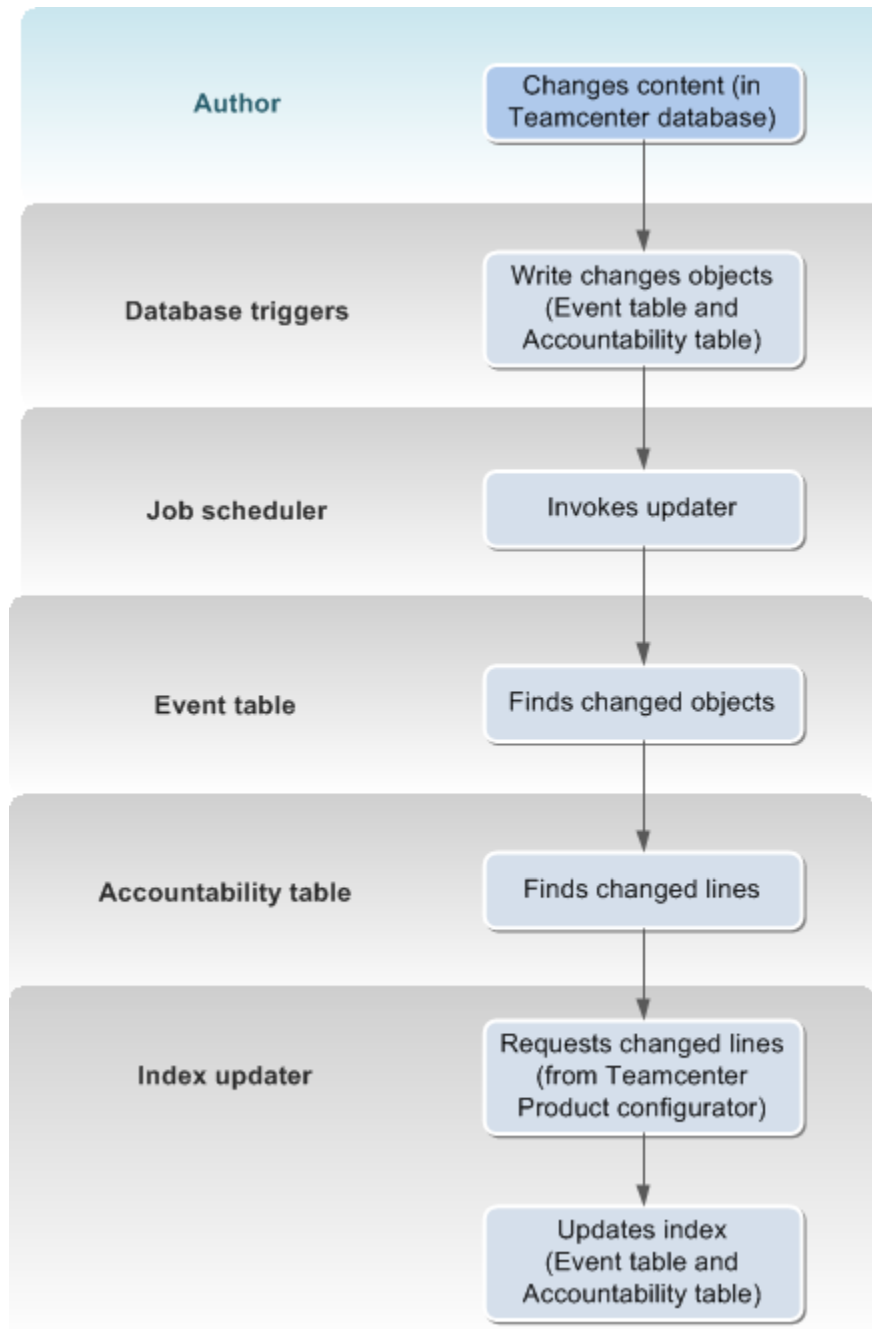 Author
Changes content (in
Teamcenter database)
Database triggers
Write changes objects
(Event table and
Accountability table)
Job scheduler
Invokes updater
Event table
Finds changed objects
Accountability table
Finds changed lines
Index updater
Requests changed lines
(from Teamcenter
Product configurator)
Updates index
(Event table and
Accountability table)